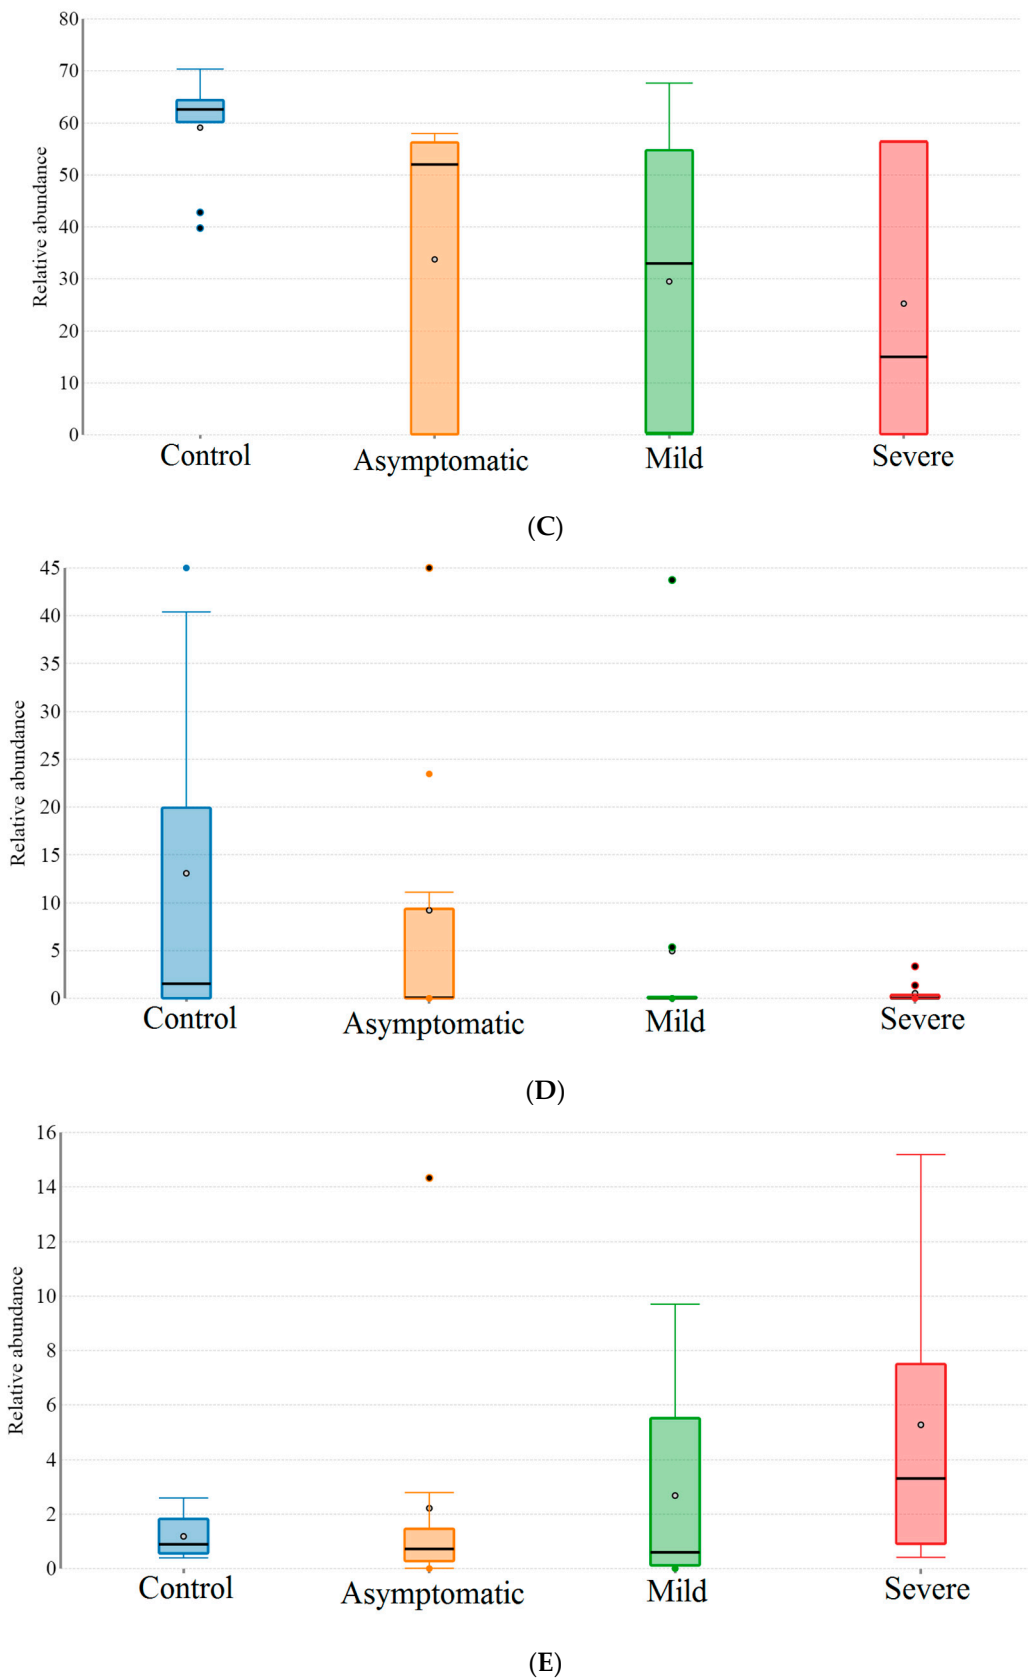 80
70
60
50
40
30
20
10
0
Relative abundance
Control
Asymptomatic
Mild
Severe
(C)
45
40
35
30
25
20
15
10
5
0
Relative abundance
Control
Asymptomatic
Mild
Severe
(D)
16
14
12
10
8
6
4
2
0
Relative abundance
Control
Asymptomatic
Mild
Severe
(E)